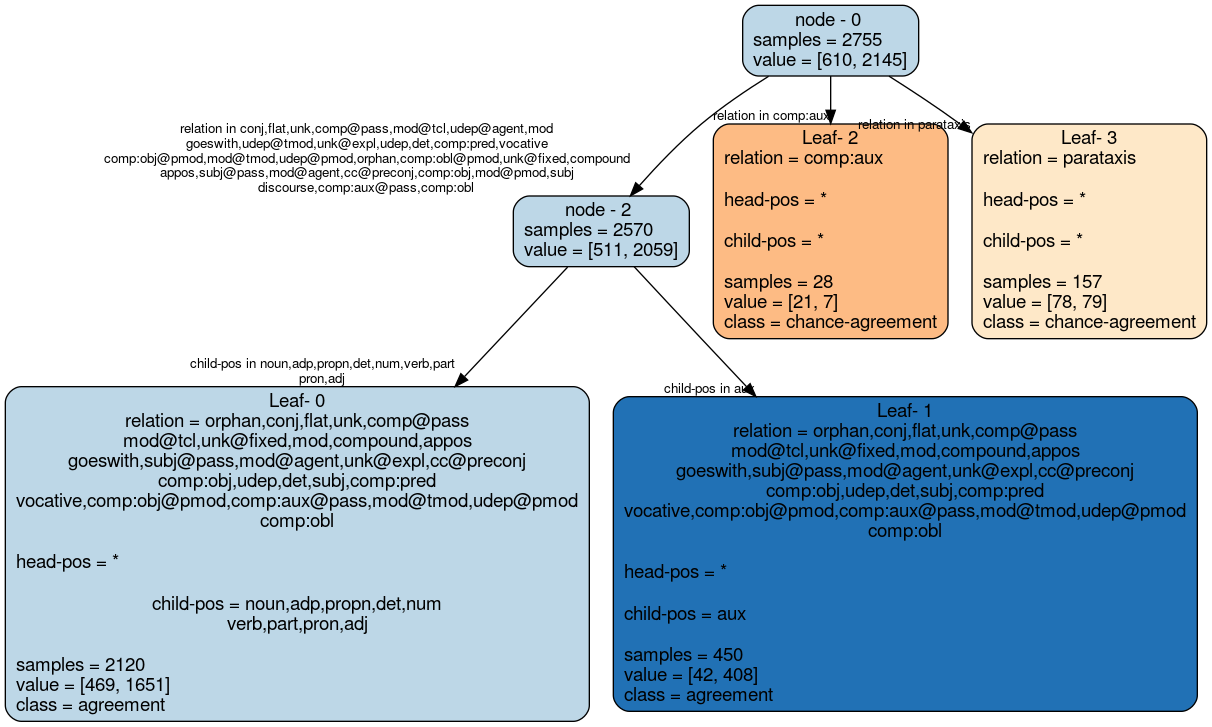 node - 0
samples = 2755
value = [610, 2145]
relation in conj,flat,unk,comp@pass,mod@tcl,udep@agent,mod
goeswith,udep@tmod,unk@expl,udep,det,comp:pred,vocative
comp:obj@pmod,mod@tmod,udep@pmod,orphan,comp:obl@pmod,unk@fixed,compound
appos,subj@pass,mod@agent,cc@preconj,comp:obj,mod@pmod,subj
discourse,comp:aux@pass,comp:obl
relation in comp:aux
relation in parataxis
node - 2
samples = 2570
value = [511, 2059]
Leaf- 2
relation = comp:aux
head-pos = *
child-pos = *
samples = 28
value = [21, 7]
class = chance-agreement
Leaf- 3
relation = parataxis
head-pos = *
child-pos = *
samples = 157
value = [78, 79]
class = chance-agreement
child-pos in noun,adp,propn,det,num,verb,part
pron,adj
child-pos in aux
Leaf- 0
relation = orphan,conj,flat,unk,comp@pass
mod@tcl,unk@fixed,mod,compound,appos
goeswith,subj@pass,mod@agent,unk@expl,cc@preconj
comp:obj,udep,det,subj,comp:pred
vocative,comp:obj@pmod,comp:aux@pass,mod@tmod,udep@pmod
comp:obl
head-pos = *
child-pos = noun,adp,propn,det,num
verb,part,pron,adj
samples = 2120
value = [469, 1651]
class = agreement
Leaf- 1
relation = orphan,conj,flat,unk,comp@pass
mod@tcl,unk@fixed,mod,compound,appos
goeswith,subj@pass,mod@agent,unk@expl,cc@preconj
comp:obj,udep,det,subj,comp:pred
vocative,comp:obj@pmod,comp:aux@pass,mod@tmod,udep@pmod
comp:obl
head-pos = *
child-pos = aux
samples = 450
value = [42, 408]
class = agreement